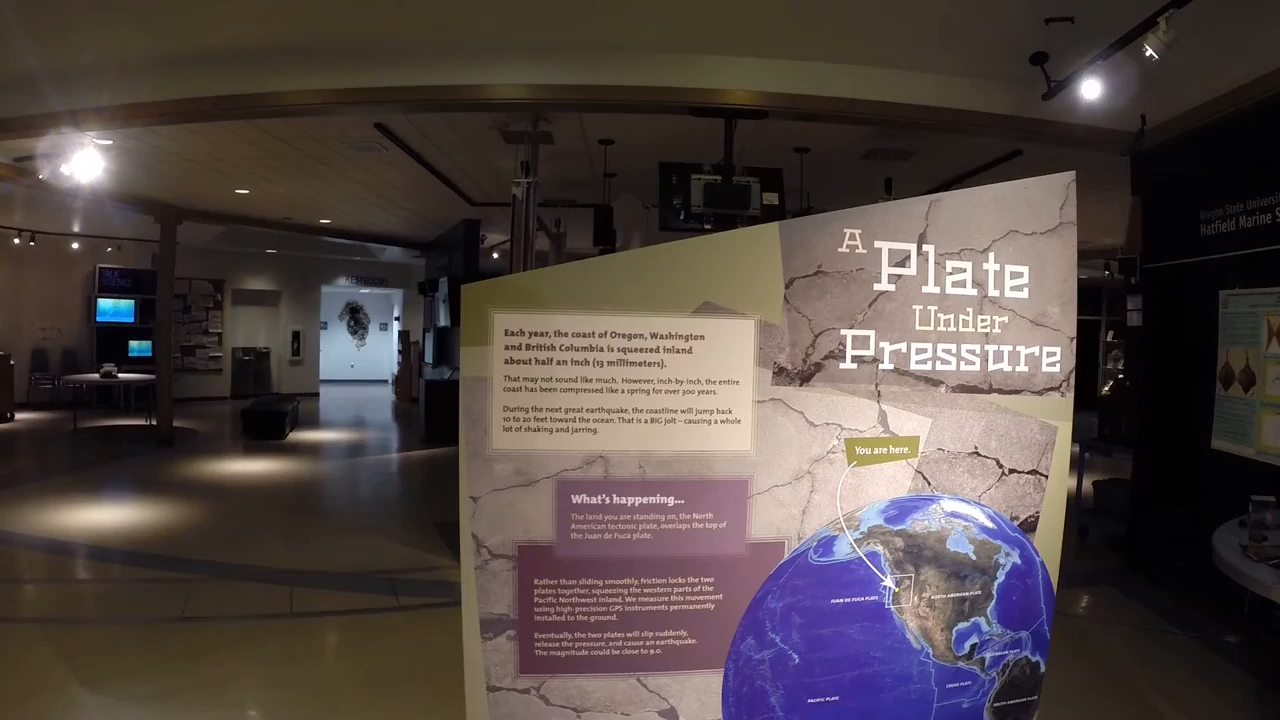 A
Plate
Under
Pressure
Each year, the coast of Oregon, Washington
and British Columbia is squeezed inland
about half an inch (13 millimeters).
That may not sound like much. However, inch-by-inch, the entire
coast has been compressed like a spring for over 300 years.
During the next great earthquake, the coastline will jump back
10 to 20 feet toward the ocean. That is a BIG jolt—causing a whole
lot of shaking and jarring.
You are here.
What's happening...
The land you are standing on, the North
American tectonic plate, overlaps the top of
the Juan de Fuca plate.
Rather than sliding smoothly, friction locks the two
plates together, squeezing the western parts of the
Pacific Northwest inland. We measure this movement
using high-precision GPS instruments permanently
installed to the ground.
Eventually, the two plates will slip suddenly,
release the pressure, and cause an earthquake.
The magnitude could be close to 9.0.
JUAN DE FUCA PLATE
NORTH AMERICAN PLATE
CARIBBEAN PLATE
COCOS PLATE
PACIFIC PLATE
SOUTH AMERICAN PLATE
TALK
SCIENCE
RESTROOMS
Oregon State Univers
Hatfield Marine